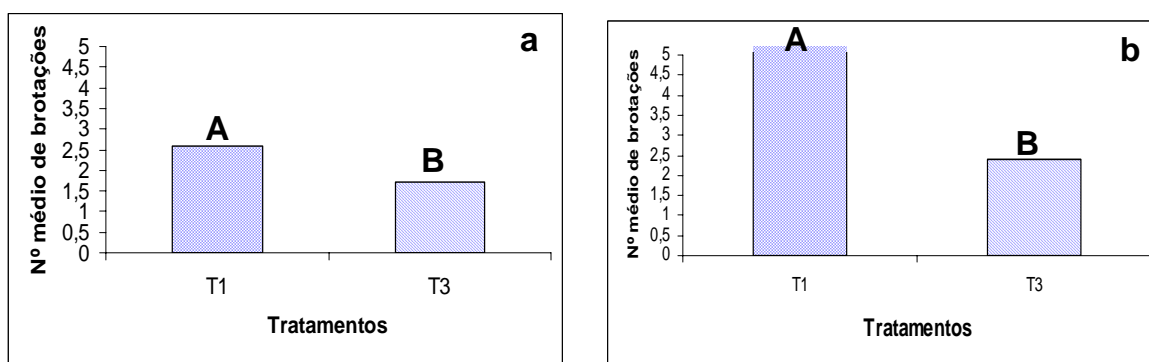 a
Nº médio de brotações
5
4,5
4
3,5
3
2,5
2
1,5
1
0,5
0
A
B
T1
T3
Tratamentos
b
Nº médio de brotações
5
4,5
4
3,5
3
2,5
2
1,5
1
0,5
0
A
B
T1
T3
Tratamentos